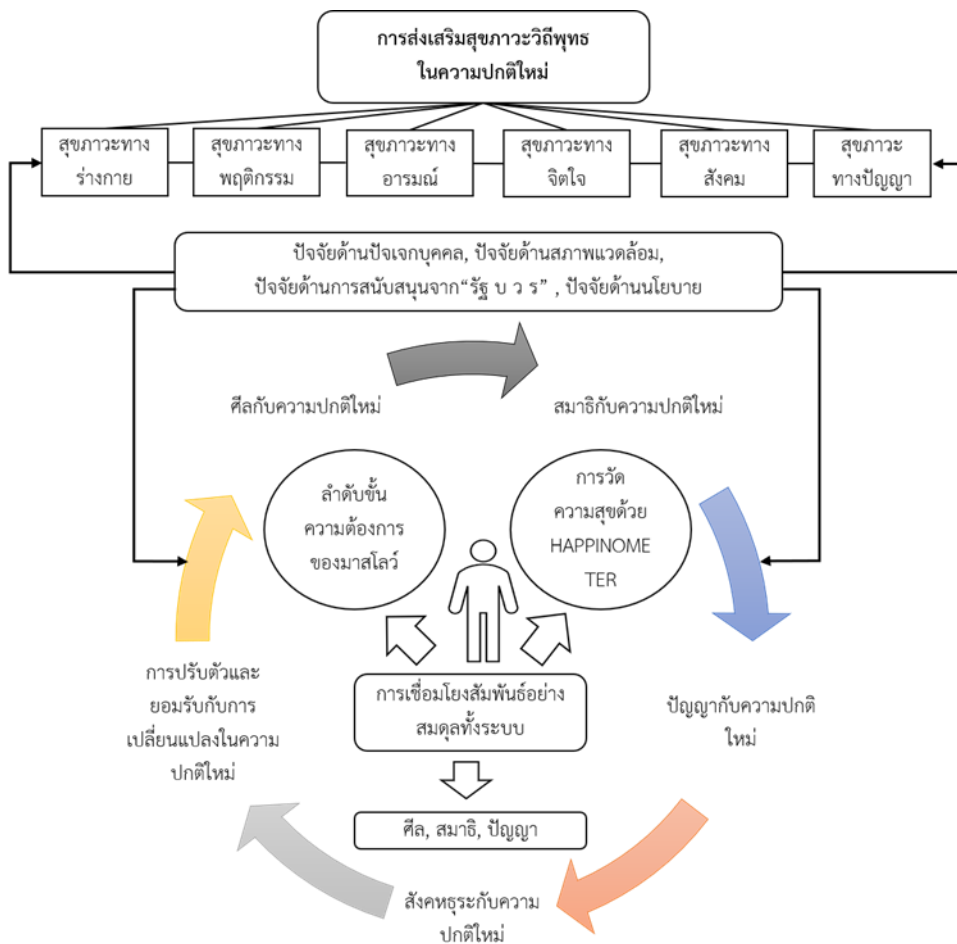 การส่งเสริมสุขภาวะวิถีพุทธ
ในความปกติใหม่
สุขภาวะทาง
ร่างกาย
สุขภาวะทาง
พฤติกรรม
สุขภาวะทาง
อารมณ์
สุขภาวะทาง
จิตใจ
สุขภาวะทาง
สังคม
สุขภาวะ
ทางปัญญา
ปัจจัยด้านปัจเจกบุคคล, ปัจจัยด้านสภาพแวดล้อม,
ปัจจัยด้านการสนับสนุนจาก“รัฐ บ ว ร” , ปัจจัยด้านนโยบาย
ศีลกับความปกติใหม่
สมาธิกับความปกติใหม่
ลำดับขั้น
ความต้องการ
ของมาสโลว์
การวัด
ความสุขด้วย
HAPPINOME
TER
การปรับตัวและ
ยอมรับกับการ
เปลี่ยนแปลงในความ
ปกติใหม่
การเชื่อมโยงสัมพันธ์อย่าง
สมดุลทั้งระบบ
ปัญญากับความปกติ
ใหม่
ศีล, สมาธิ, ปัญญา
สังคหธุระกับความ
ปกติใหม่